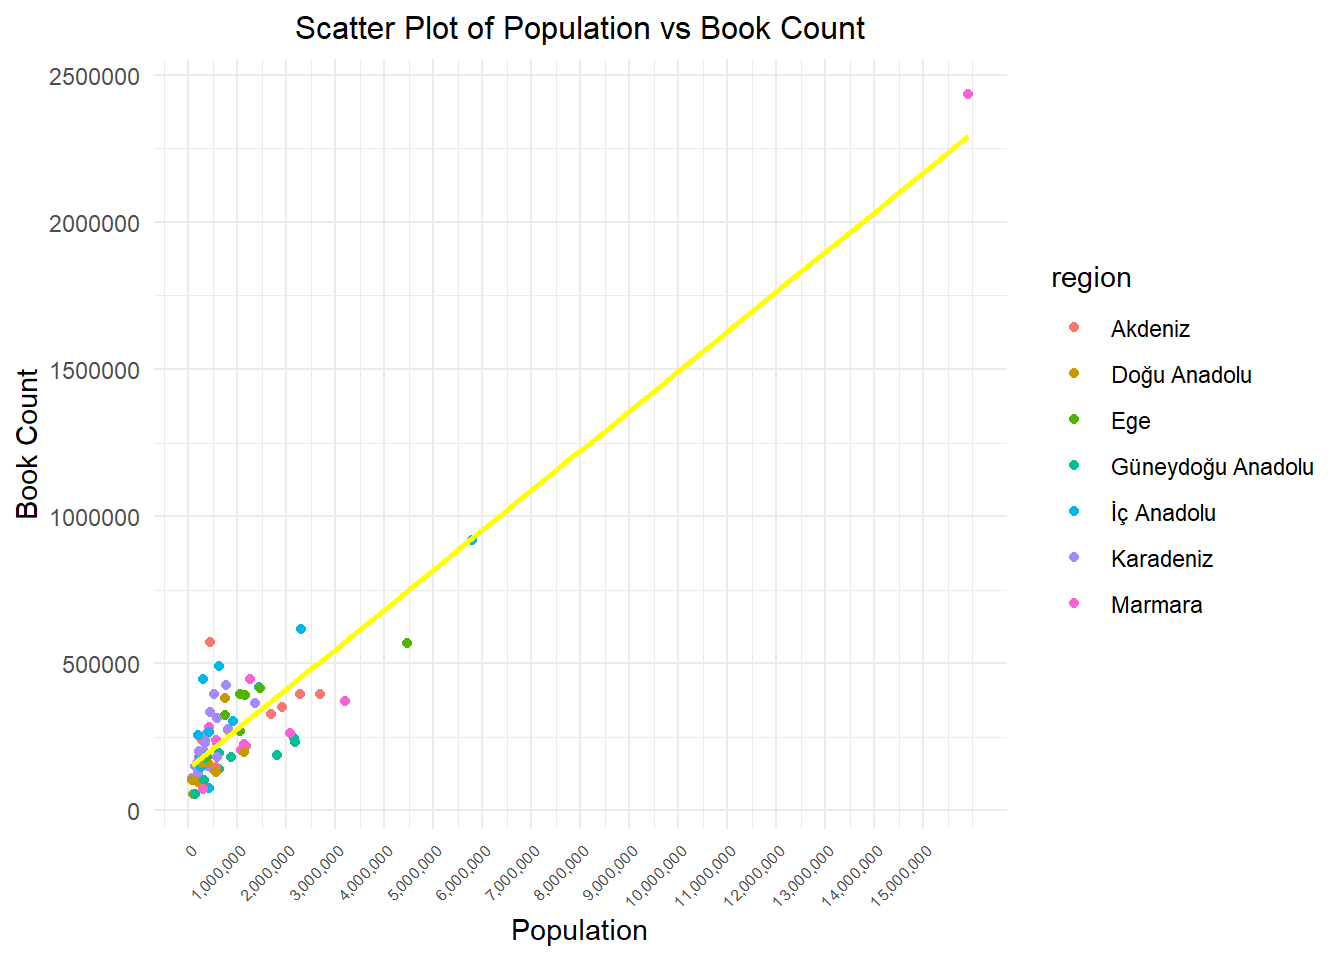 Scatter Plot of Population vs Book Count
2500000
2000000
1500000
1000000
500000
0
Book Count
0
1,000,000
2,000,000
3,000,000
4,000,000
5,000,000
6,000,000
7,000,000
8,000,000
9,000,000
10,000,000
11,000,000
12,000,000
13,000,000
14,000,000
15,000,000
Population
region
Akdeniz
Doğu Anadolu
Ege
Güneydoğu Anadolu
İç Anadolu
Karadeniz
Marmara